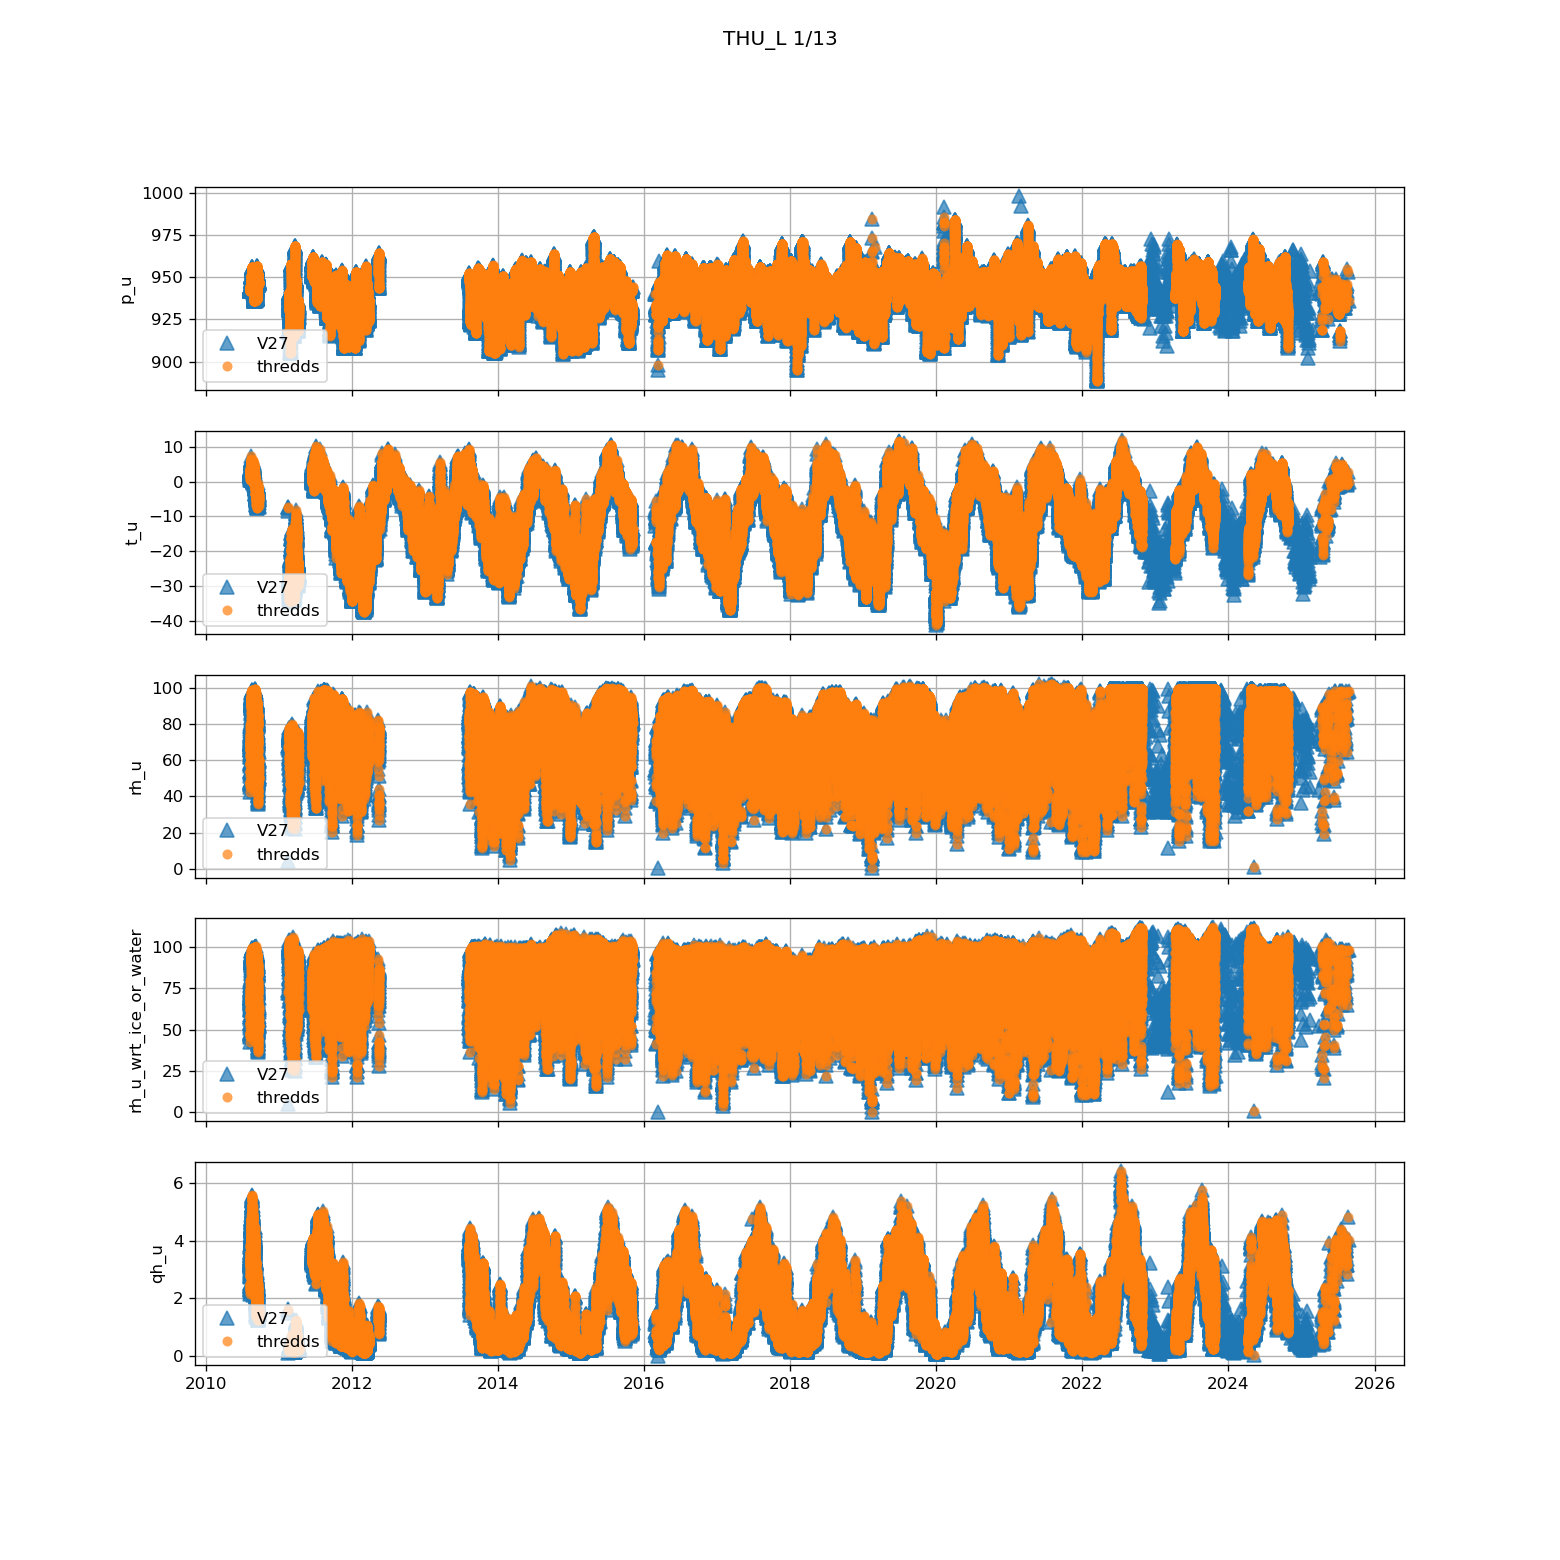 THU_L 1/13
1000
975
950
925
900
p_u
V27
thredds
10
0
−10
−20
−30
−40
t_u
V27
thredds
100
80
60
40
20
0
rh_u
V27
thredds
100
75
50
25
0
rh_u_wrt_ice_or_water
V27
thredds
6
4
2
0
qh_u
V27
thredds
2010 2012 2014 2016 2018 2020 2022 2024 2026